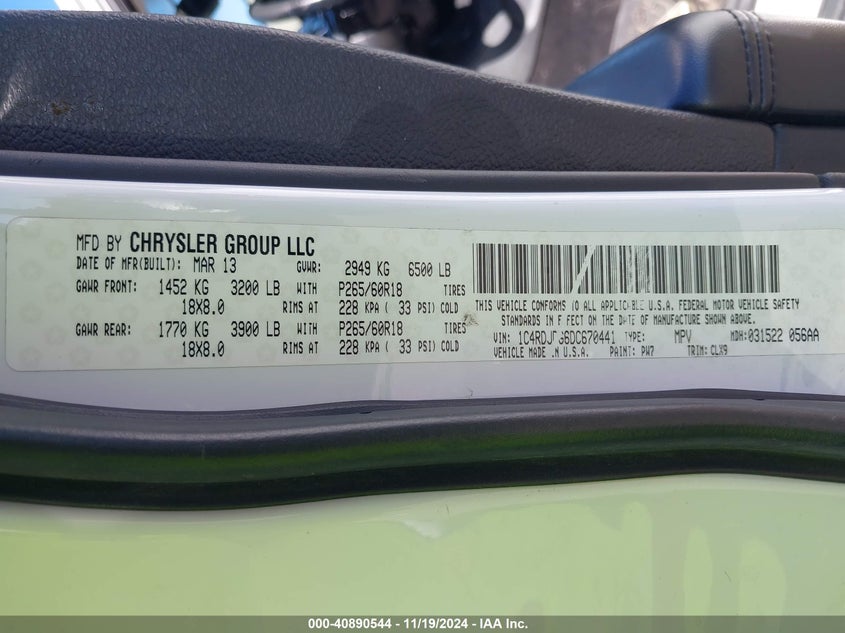 MFD BY CHRYSLER GROUP LLC
DATE OF MFR(BUILT): MAR 13 GVWR: 2949 KG 6500 LB
GAWR FRONT: 1452 KG 3200 LB WITH P265/60R18 TIRES
18X8.0 RIMS AT 228 KPA ( 33 PSI) COLD
GAWR REAR: 1770 KG 3900 LB WITH P265/60R18 TIRES
18X8.0 RIMS AT 228 KPA ( 33 PSI) COLD
THIS VEHICLE CONFORMS TO ALL APPLICABLE U.S.A. FEDERAL MOTOR VEHICLE SAFETY
STANDARDS IN EFFECT ON THE DATE OF MANUFACTURE SHOWN ABOVE.
VIN: TYPE: MPV MDH: 031522 056AA
VEHICLE MADE IN U.S.A. PAINT: PW7 TRIM: CLX9
000-40890544 - 11/19/2024 - IAA Inc.